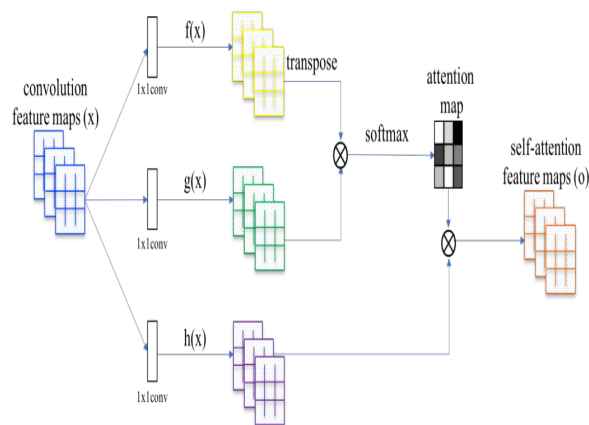 f(x)
transpose
1x1conv
convolution
feature maps (x)
attention
map
softmax
g(x)
1x1conv
self-attention
feature maps (o)
h(x)
1x1conv